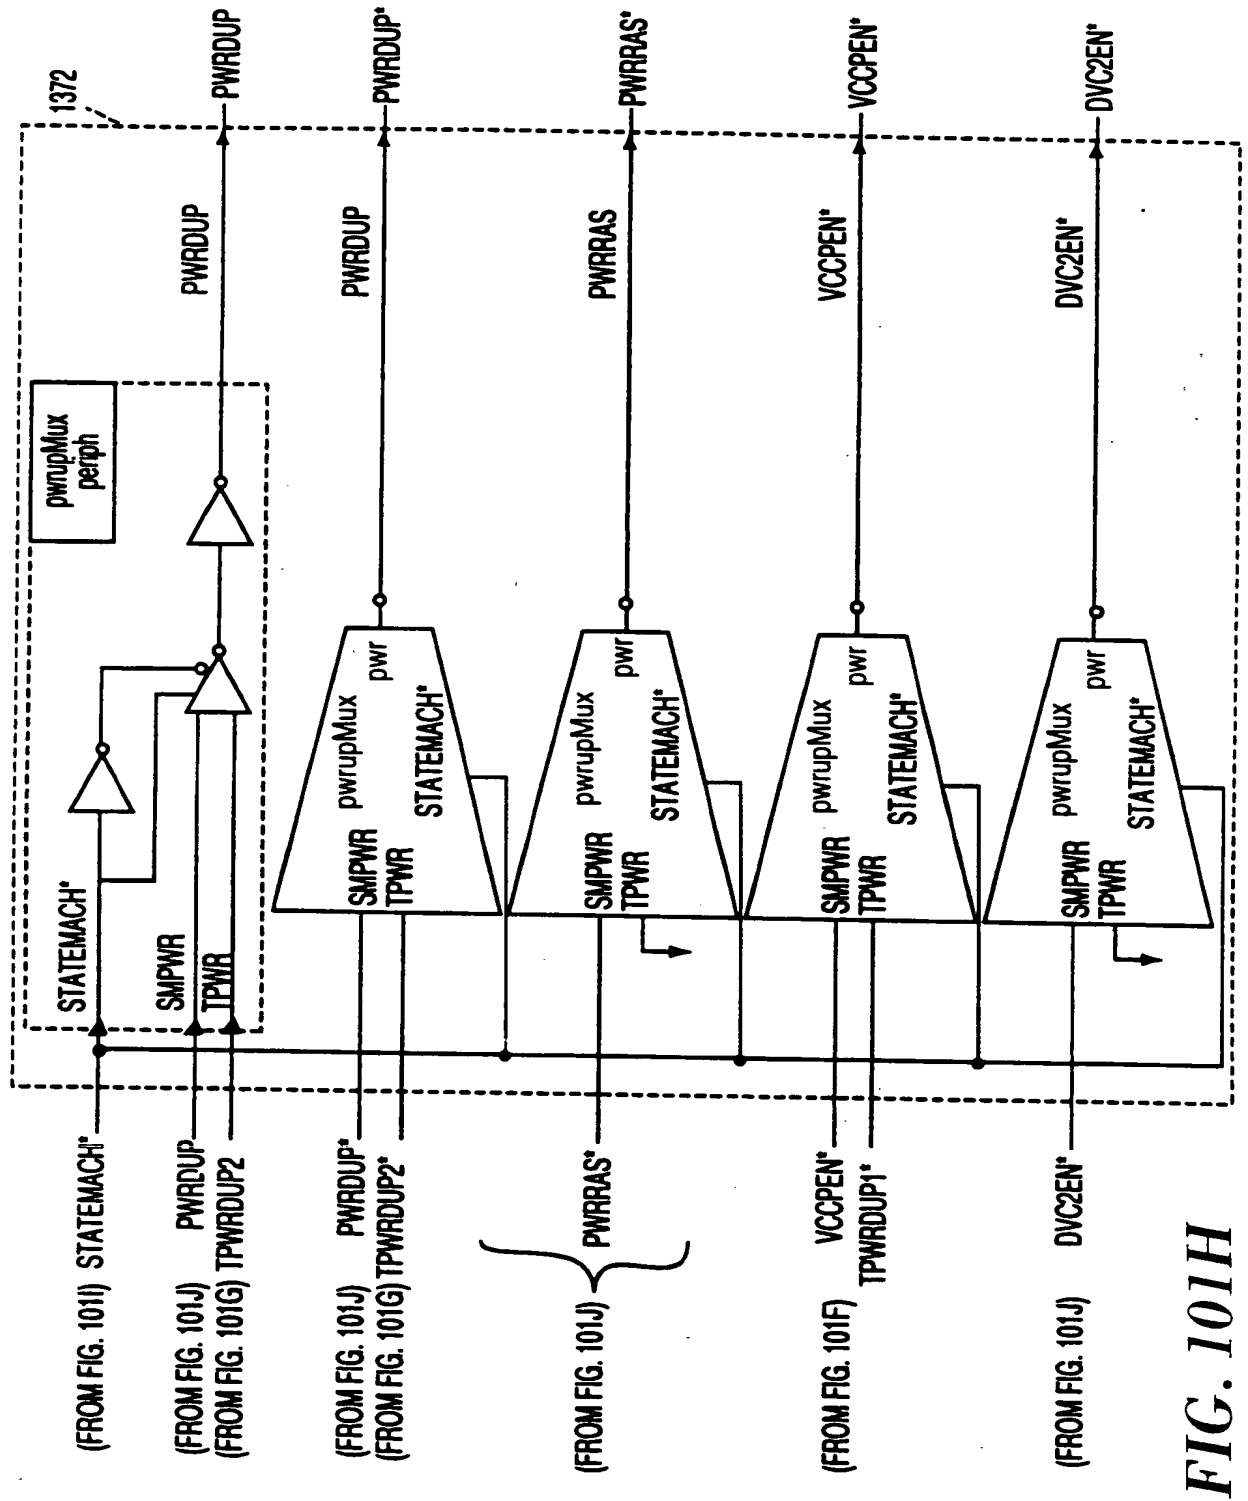 1372
(FROM FIG. 101I) STATEMACH*
STATEMACH*
pwrupMux
periph
(FROM FIG. 101J) PWRDUP
SMPWR
PWRDUP
PWRDUP
(FROM FIG. 101G) TPWRDUP2
TPWR
(FROM FIG. 101J) PWRDUP*
SMPWR
pwrupMux
pwr
PWRDUP
PWRDUP*
(FROM FIG. 101G) TPWRDUP2*
TPWR
STATEMACH*
(FROM FIG. 101J)
PWRRAS*
SMPWR
pwrupMux
pwr
PWRRAS
PWRRAS*
TPWR
STATEMACH*
(FROM FIG. 101F)
VCCPEN*
SMPWR
pwrupMux
pwr
VCCPEN*
VCCPEN*
TPWRDUP1*
TPWR
STATEMACH*
(FROM FIG. 101J) DVC2EN*
SMPWR
pwrupMux
pwr
DVC2EN*
DVC2EN*
TPWR
STATEMACH*
FIG. 101H